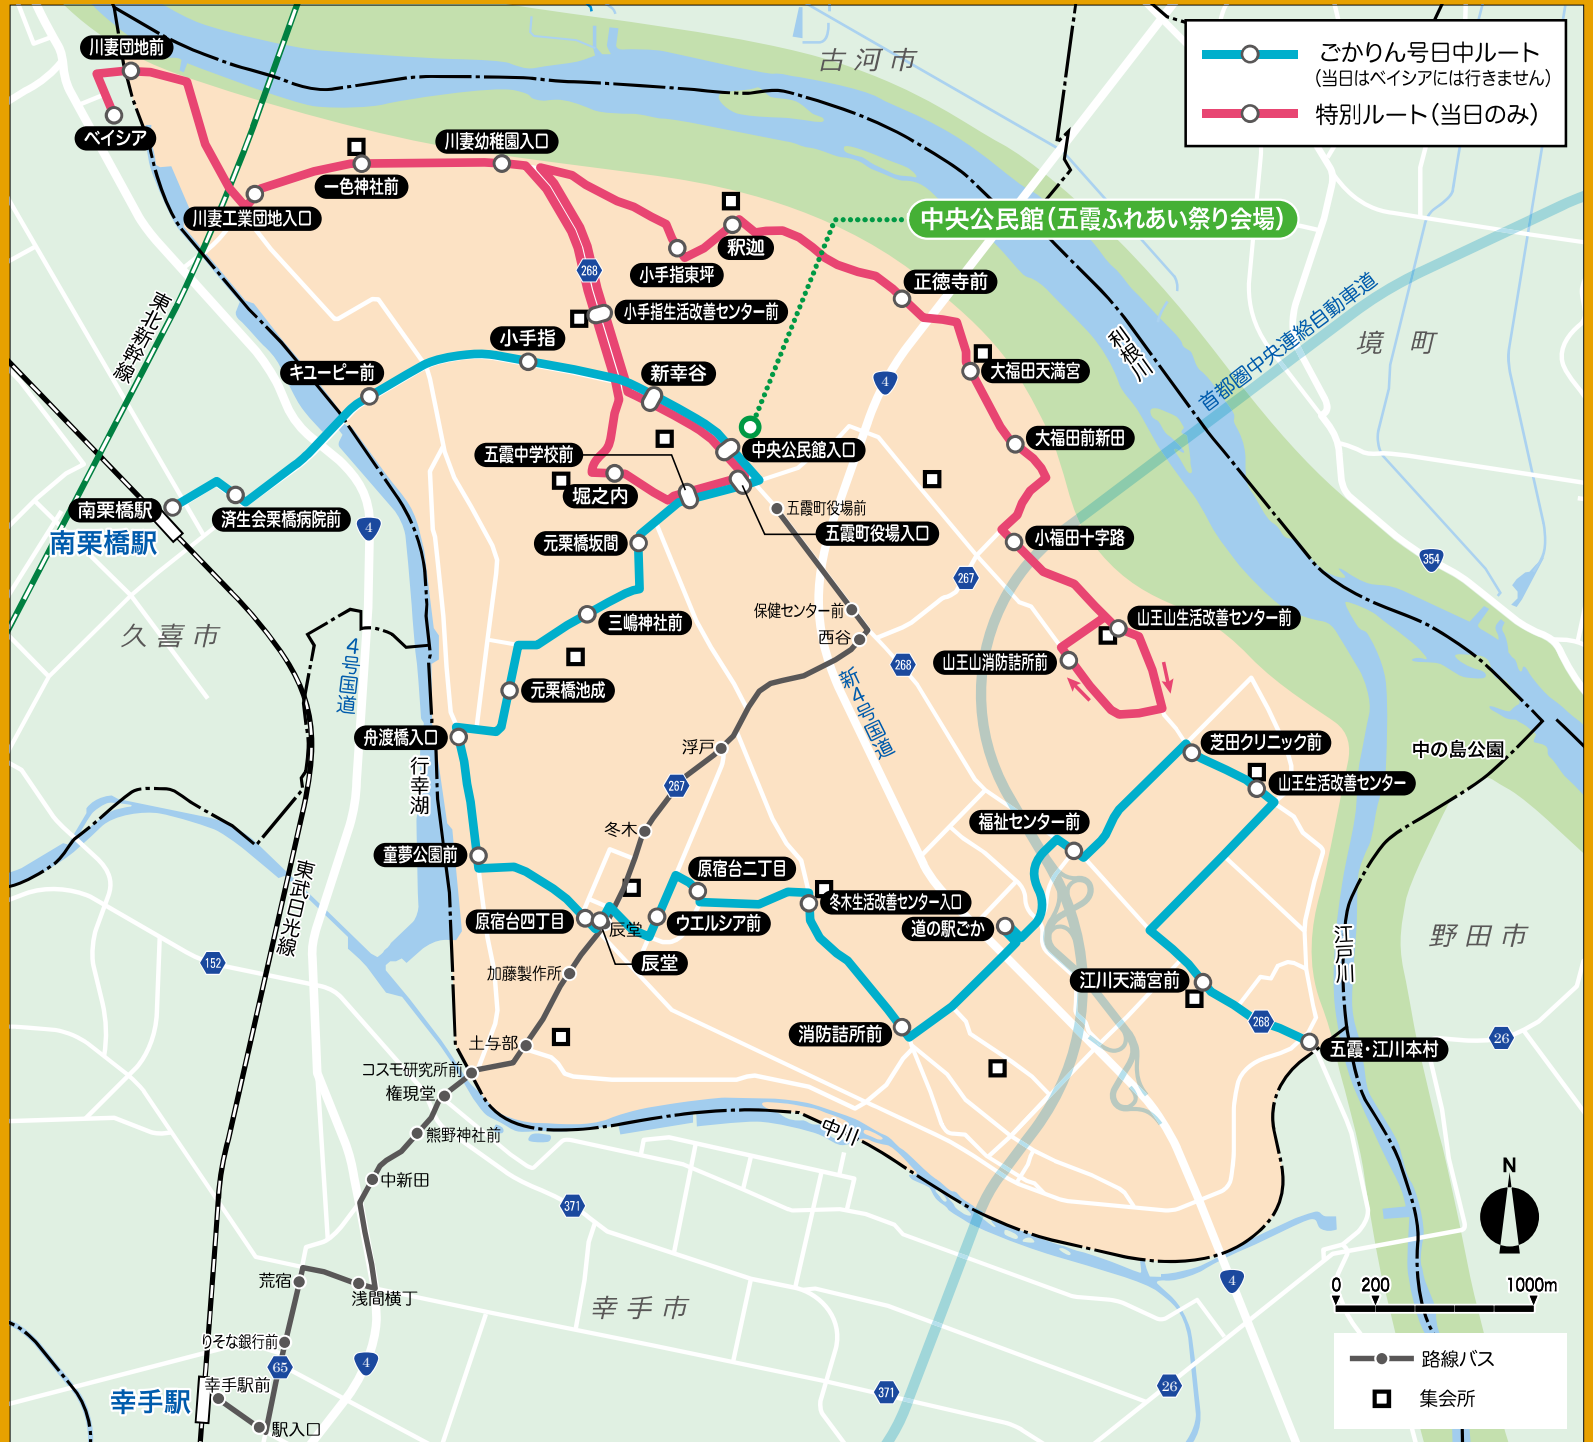 ごかりん号日中ルート
(当日はベイシアには行きません)
特別ルート(当日のみ)
川妻団地前
古河市
ベイシア
川妻幼稚園入口
一色神社前
川妻工業団地入口
中央公民館(五霞ふれあい祭り会場)
釈迦
小手指東坪
268
正徳寺前
東北新幹線
小手指生活改善センター前
小手指
利根川
首都圏中央連絡自動車道
境町
キユーピー前
新幸谷
4
大福田天満宮
大福田前新田
五霞中学校前
中央公民館入口
堀之内
南栗橋駅
済生会栗橋病院前
五霞町役場前
4
南栗橋駅
元栗橋坂間
五霞町役場入口
小福田十字路
354
267
保健センター前
三嶋神社前
山王山生活改善センター前
久喜市
西谷
4号国道
268
山王山消防詰所前
元栗橋池成
新4号国道
舟渡橋入口
浮戸
芝田クリニック前
中の島公園
行幸湖
267
山王生活改善センター
冬木
福祉センター前
童夢公園前
原宿台二丁目
東武日光線
冬木生活改善センター入口
原宿台四丁目
ウエルシア前
辰堂
道の駅ごか
江戸川
野田市
152
辰堂
加藤製作所
江川天満宮前
268
消防詰所前
26
土与部
五霞・江川本村
コスモ研究所前
権現堂
熊野神社前
中川
中新田
N
371
荒宿
浅間横丁
4
0 200 1000m
幸手市
りそな銀行前
65
4
路線バス
幸手駅前
幸手駅
371
26
集会所
駅入口